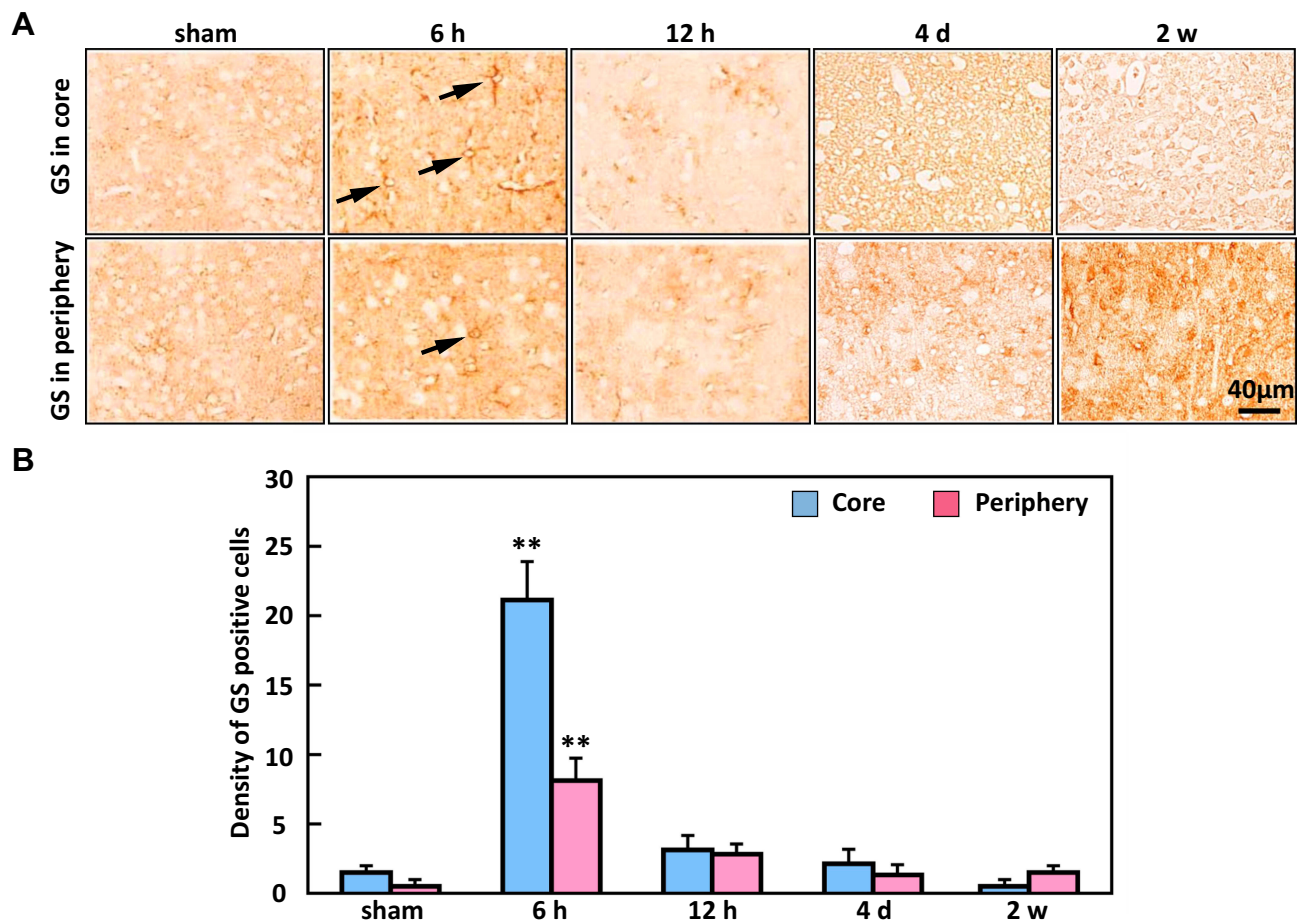 A
sham 6 h 12 h 4 d 2 w
GS in core
GS in periphery
40μm
B
Density of GS positive cells
30
25
20
15
10
5
0
Core Periphery
**
**
sham 6 h 12 h 4 d 2 w